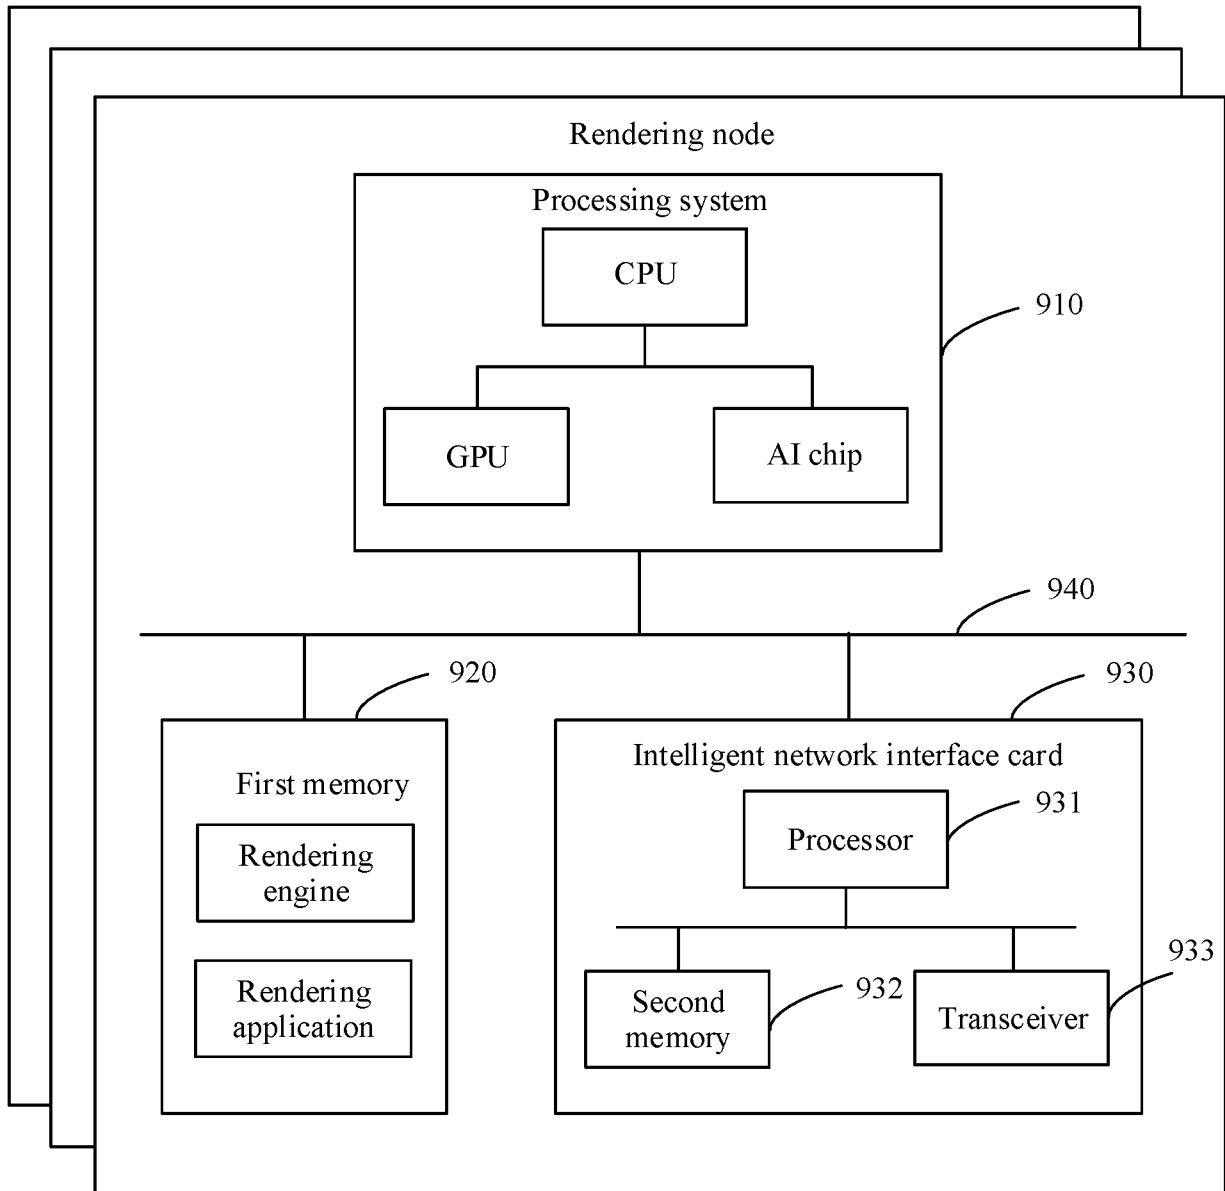 Rendering node
Processing system
CPU
910
GPU
AI chip
940
920
930
First memory
Rendering
engine
Rendering
application
Intelligent network interface card
931
Processor
933
932
Second
memory
Transceiver